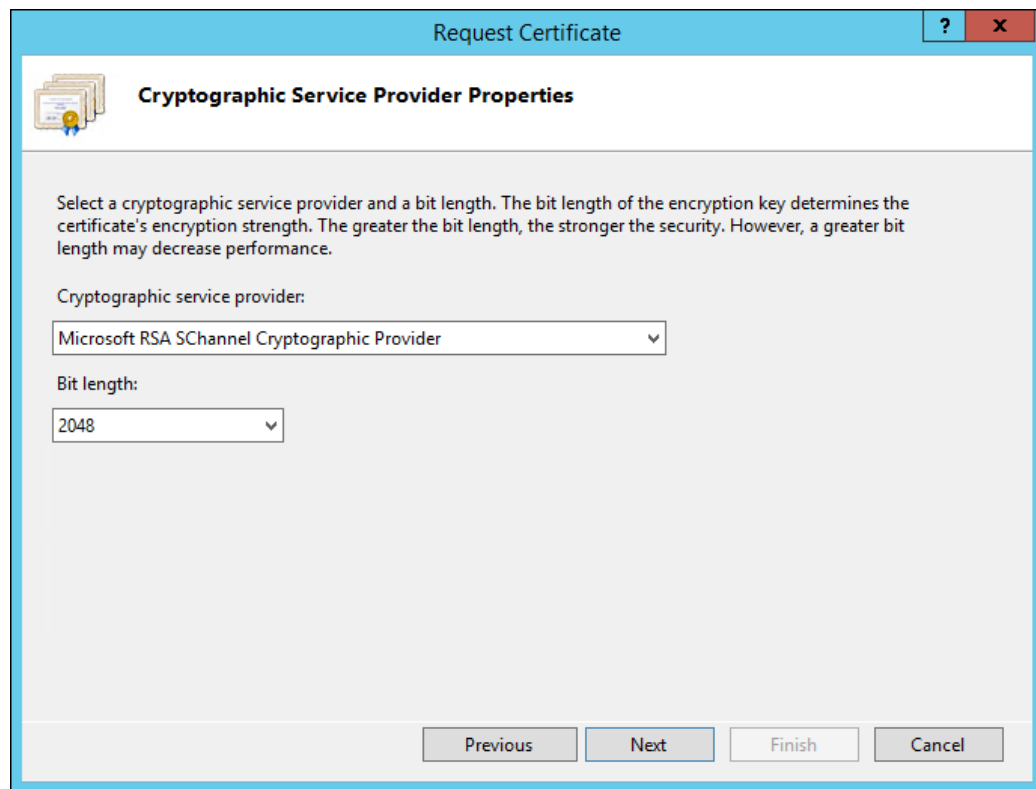 Request Certificate
?
x
Cryptographic Service Provider Properties
Select a cryptographic service provider and a bit length. The bit length of the encryption key determines the
certificate's encryption strength. The greater the bit length, the stronger the security. However, a greater bit
length may decrease performance.
Cryptographic service provider:
Microsoft RSA SChannel Cryptographic Provider
Bit length:
2048
Previous Next Finish Cancel